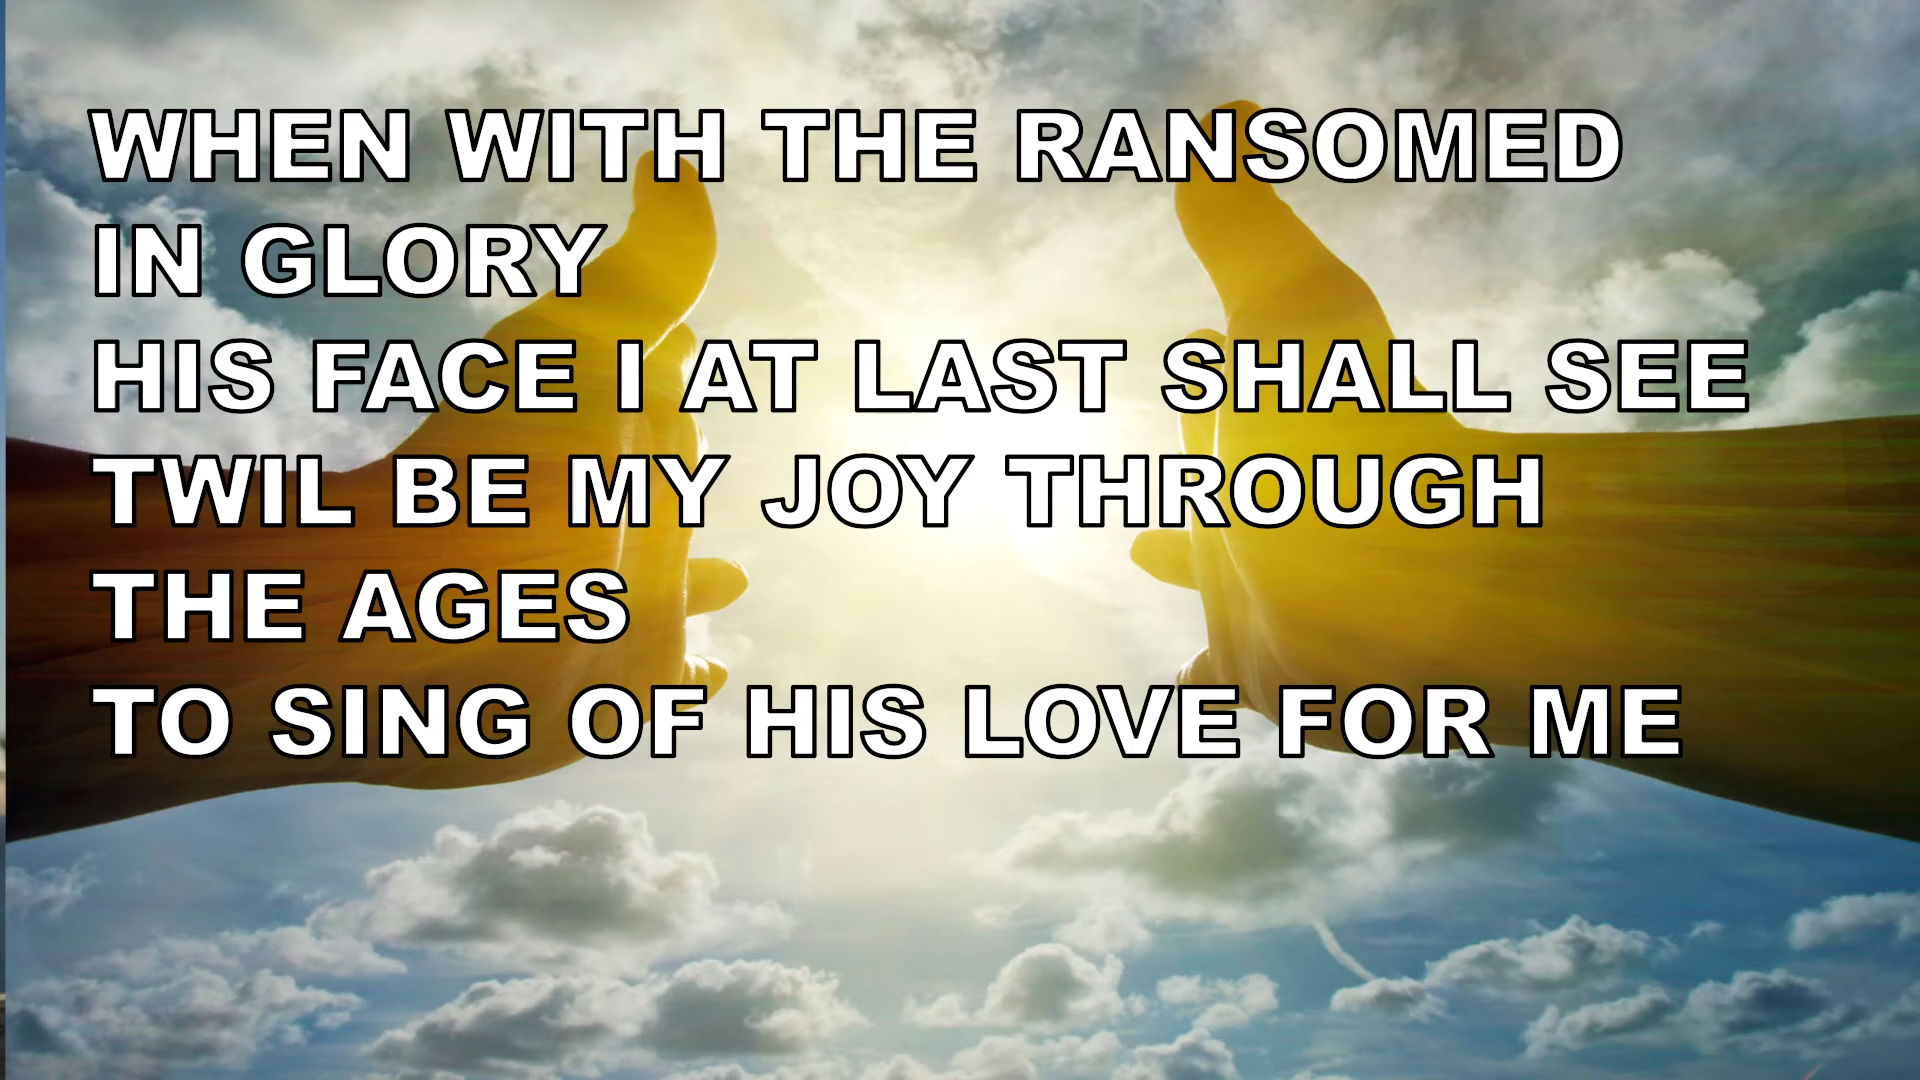 WHEN WITH THE RANSOMED
IN GLORY
HIS FACE I AT LAST SHALL SEE
TWIL BE MY JOY THROUGH
THE AGES
TO SING OF HIS LOVE FOR ME